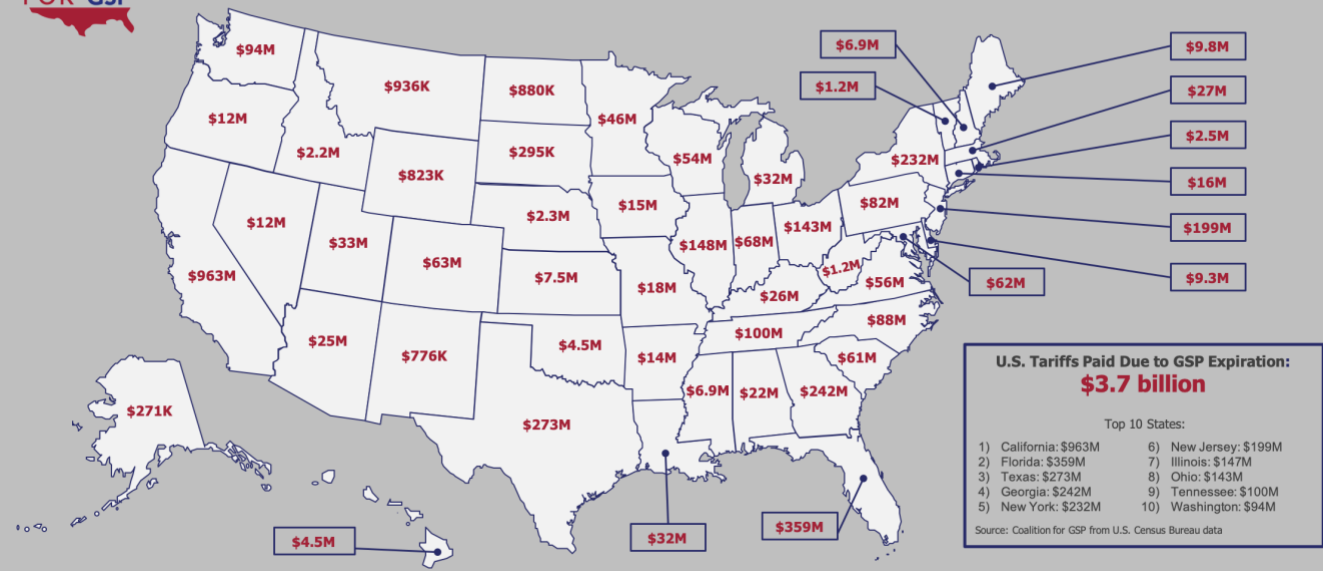 FOR GSP
$94M
$936K
$880K
$46M
$6.9M
$9.8M
$1.2M
$27M
$12M
$2.2M
$295K
$54M
$32M
$232M
$2.5M
$823K
$16M
$12M
$2.3M
$15M
$82M
$143M
$199M
$963M
$33M
$63M
$7.5M
$148M
$68M
$1.2M
$56M
$62M
$9.3M
$18M
$26M
$25M
$776K
$4.5M
$14M
$100M
$88M
$61M
$6.9M
$22M
$242M
$271K
$273M
$4.5M
$32M
$359M
U.S. Tariffs Paid Due to GSP Expiration:
$3.7 billion
Top 10 States:
1) California: $963M
2) Florida: $359M
3) Texas: $273M
4) Georgia: $242M
5) New York: $232M
6) New Jersey: $199M
7) Illinois: $147M
8) Ohio: $143M
9) Tennessee: $100M
10) Washington: $94M
Source: Coalition for GSP from U.S. Census Bureau data